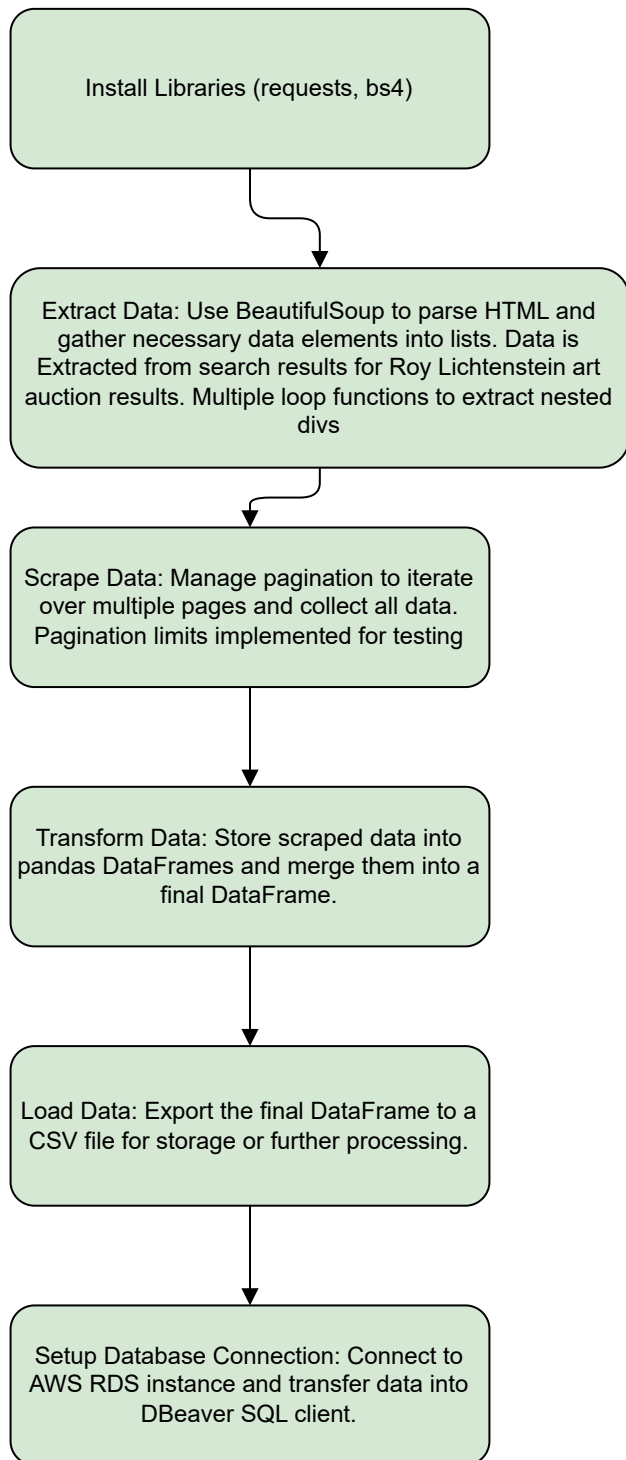 Install Libraries (requests, bs4)
Extract Data: Use BeautifulSoup to parse HTML and
gather necessary data elements into lists. Data is
Extracted from search results for Roy Lichtenstein art
auction results. Multiple loop functions to extract nested
divs
Scrape Data: Manage pagination to iterate
over multiple pages and collect all data.
Pagination limits implemented for testing
Transform Data: Store scraped data into
pandas DataFrames and merge them into a
final DataFrame.
Load Data: Export the final DataFrame to a
CSV file for storage or further processing.
Setup Database Connection: Connect to
AWS RDS instance and transfer data into
DBeaver SQL client.